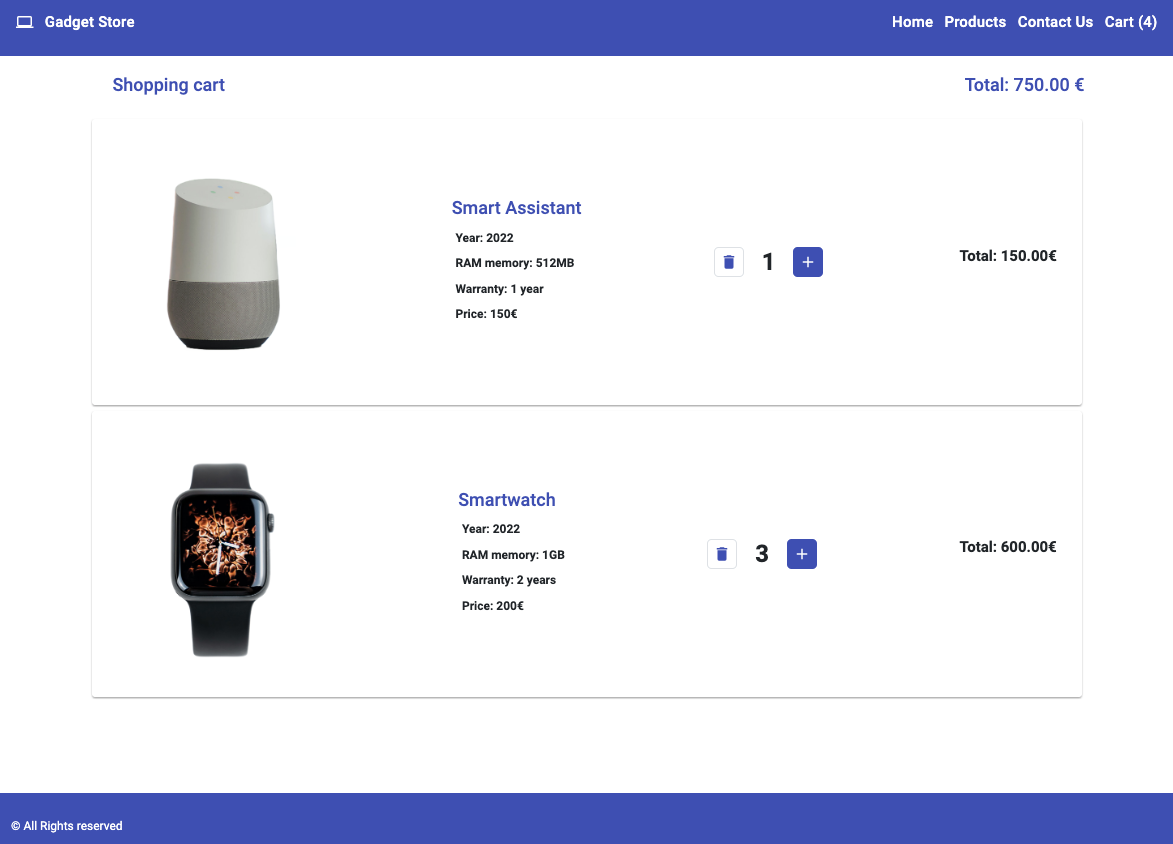 Gadget Store
Home Products Contact Us Cart (4)
Shopping cart
Total: 750.00 €
Smart Assistant
Year: 2022
RAM memory: 512MB
Warranty: 1 year
Price: 150€
1 +
Total: 150.00€
Smartwatch
Year: 2022
RAM memory: 1GB
Warranty: 2 years
Price: 200€
3 +
Total: 600.00€
© All Rights reserved